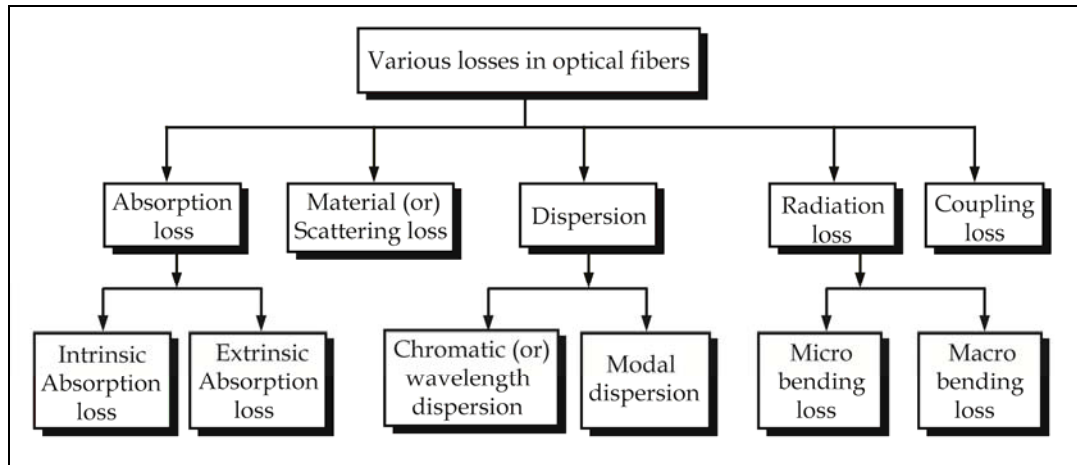 Various losses in optical fibers
Absorption
loss
Material (or)
Scattering loss
Dispersion
Radiation
loss
Coupling
loss
Intrinsic
Absorption
loss
Extrinsic
Absorption
loss
Chromatic (or)
wavelength
dispersion
Modal
dispersion
Micro
bending
loss
Macro
bending
loss